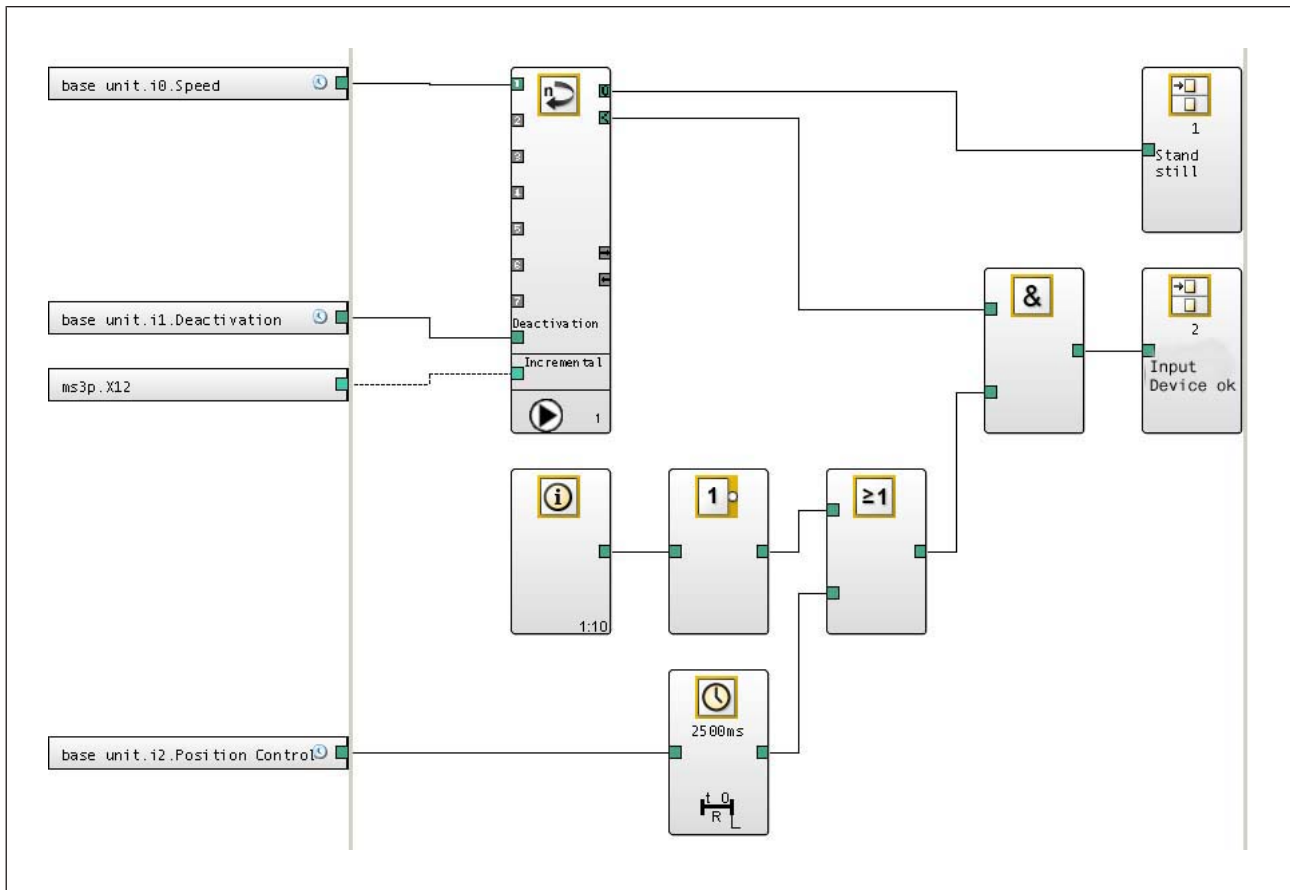 base unit.i0.Speed
1
2
3
4
5
6
7
n
0
<
Deactivation
Incremental
1
1
Stand
still
base unit.i1.Deactivation
ms3p.X12
&
2
Input
Device ok
i
1:10
1
≥1
base unit.i2.Position Control
2500ms
t 0
R